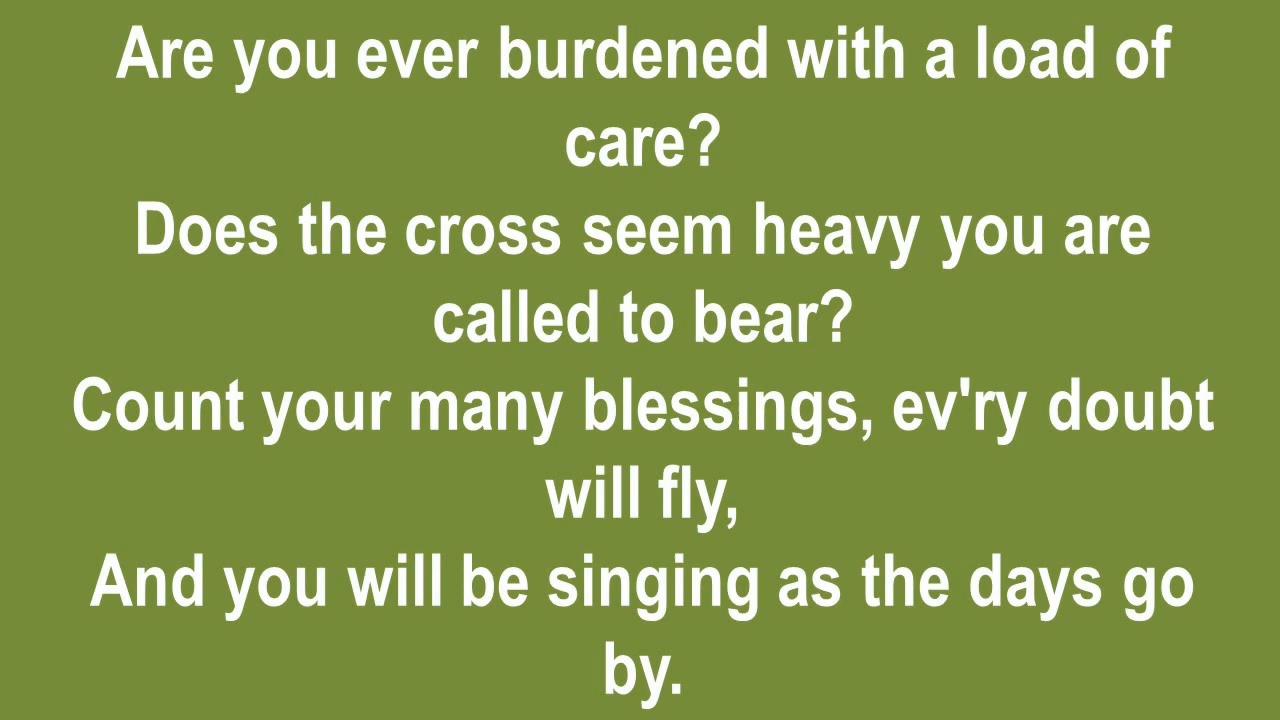 Are you ever burdened with a load of
care?
Does the cross seem heavy you are
called to bear?
Count your many blessings, ev'ry doubt
will fly,
And you will be singing as the days go
by.